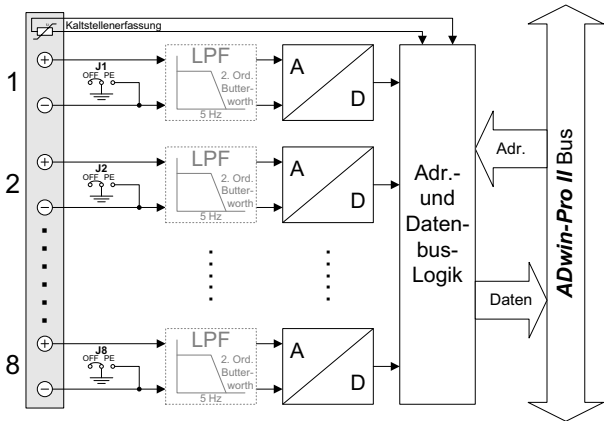 Kaltstellenerfassung
1
+
−
J1
OFF PE
LPF
2. Ord.
Butter-
worth
5 Hz
A
D
2
+
−
J2
OFF PE
LPF
2. Ord.
Butter-
worth
5 Hz
A
D
8
+
−
J8
OFF PE
LPF
2. Ord.
Butter-
worth
5 Hz
A
D
Adr.-
und
Daten-
bus-
Logik
Adr.
Daten
ADwin-Pro II Bus